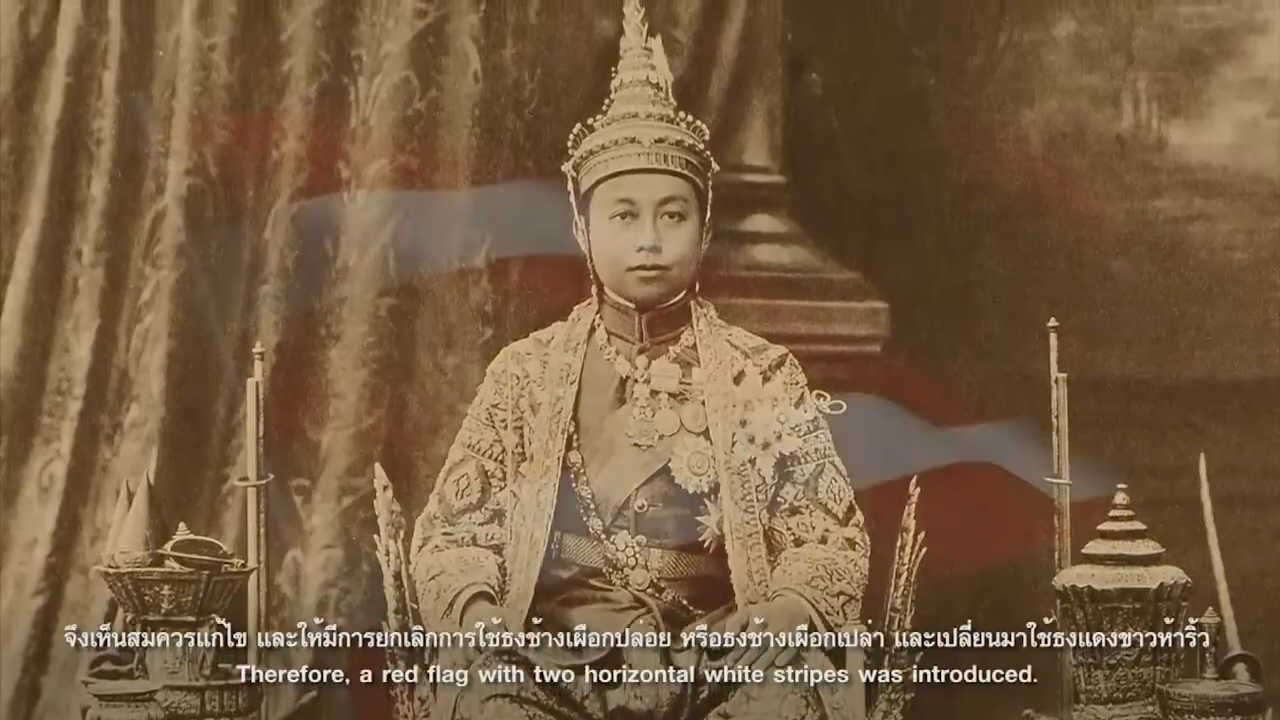 จึงเห็นสมควรแก้ไข และให้มีการยกเลิกการใช้ธงช้างเผือกปล่อย หรือธงช้างเผือกเปล่า และเปลี่ยนมาใช้ธงแดงขาวห้าริ้ว
Therefore, a red flag with two horizontal white stripes was introduced.